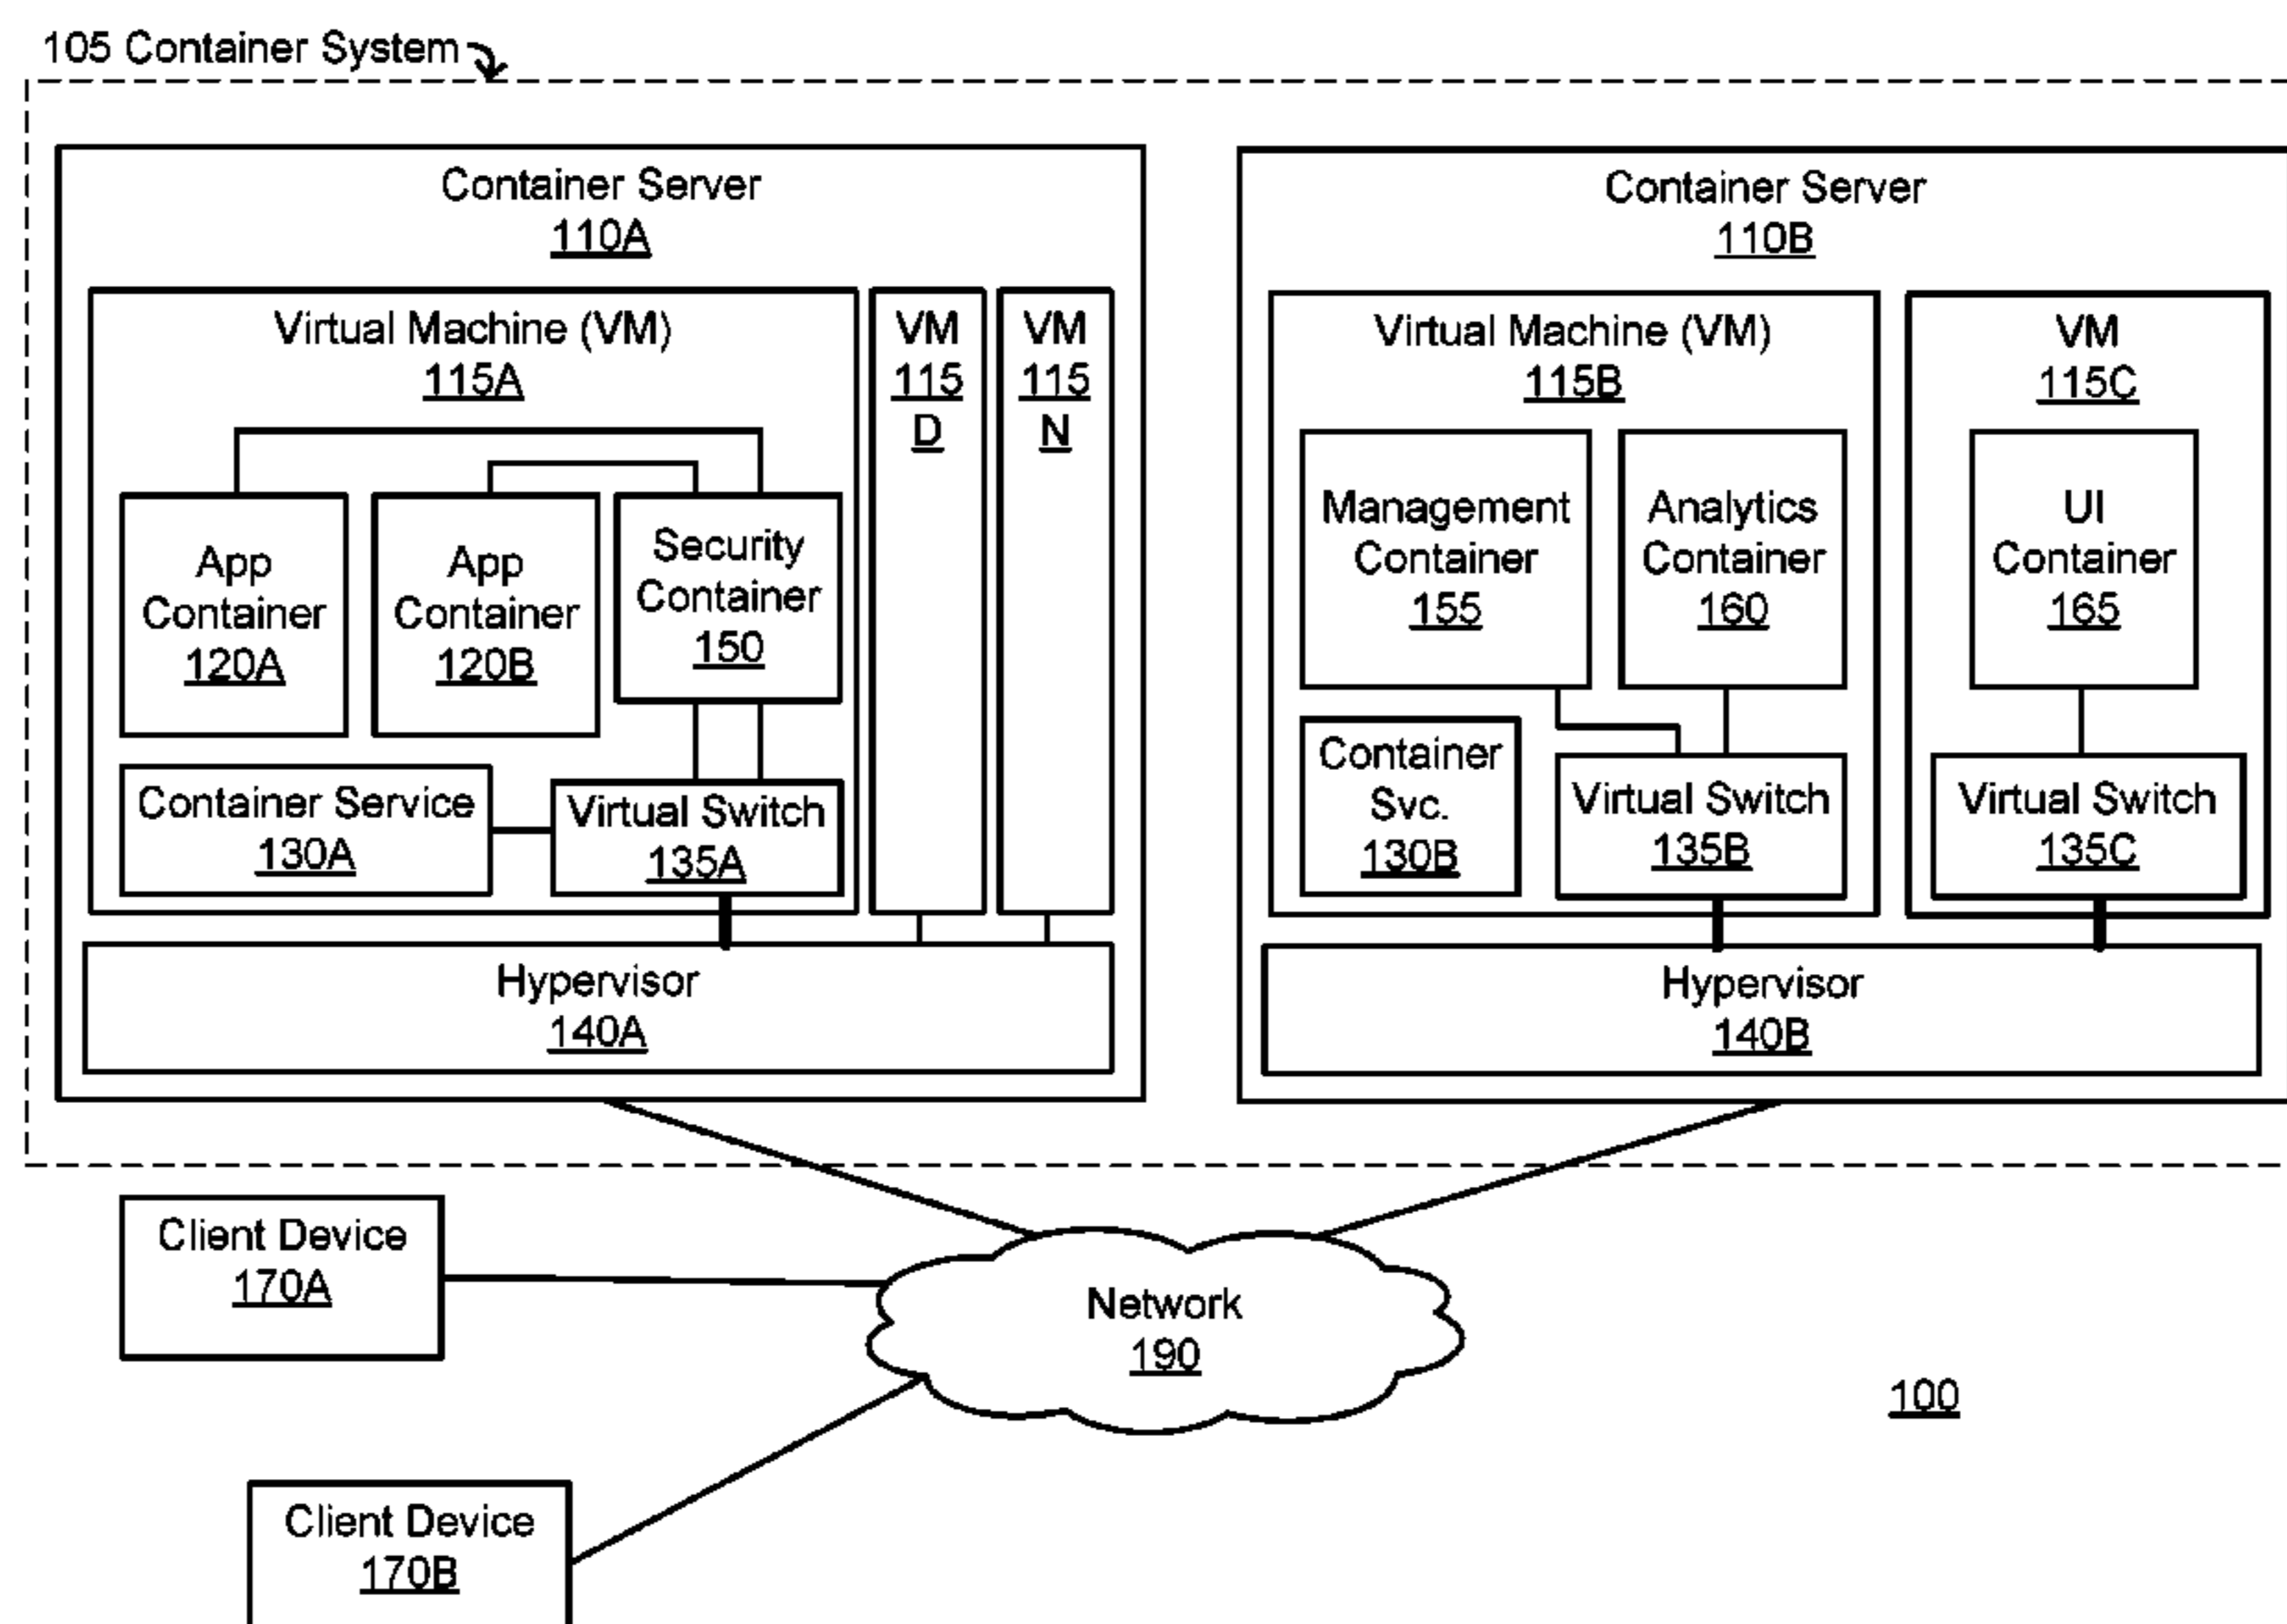 105 Container System
Container Server
110A
Virtual Machine (VM)
115A
App
Container
120A
App
Container
120B
Security
Container
150
Container Service
130A
Virtual Switch
135A
VM
115
D
VM
115
N
Hypervisor
140A
Container Server
110B
Virtual Machine (VM)
115B
Management
Container
155
Analytics
Container
160
Container
Svc.
130B
Virtual Switch
135B
VM
115C
UI
Container
165
Virtual Switch
135C
Hypervisor
140B
Client Device
170A
Network
190
100
Client Device
170B